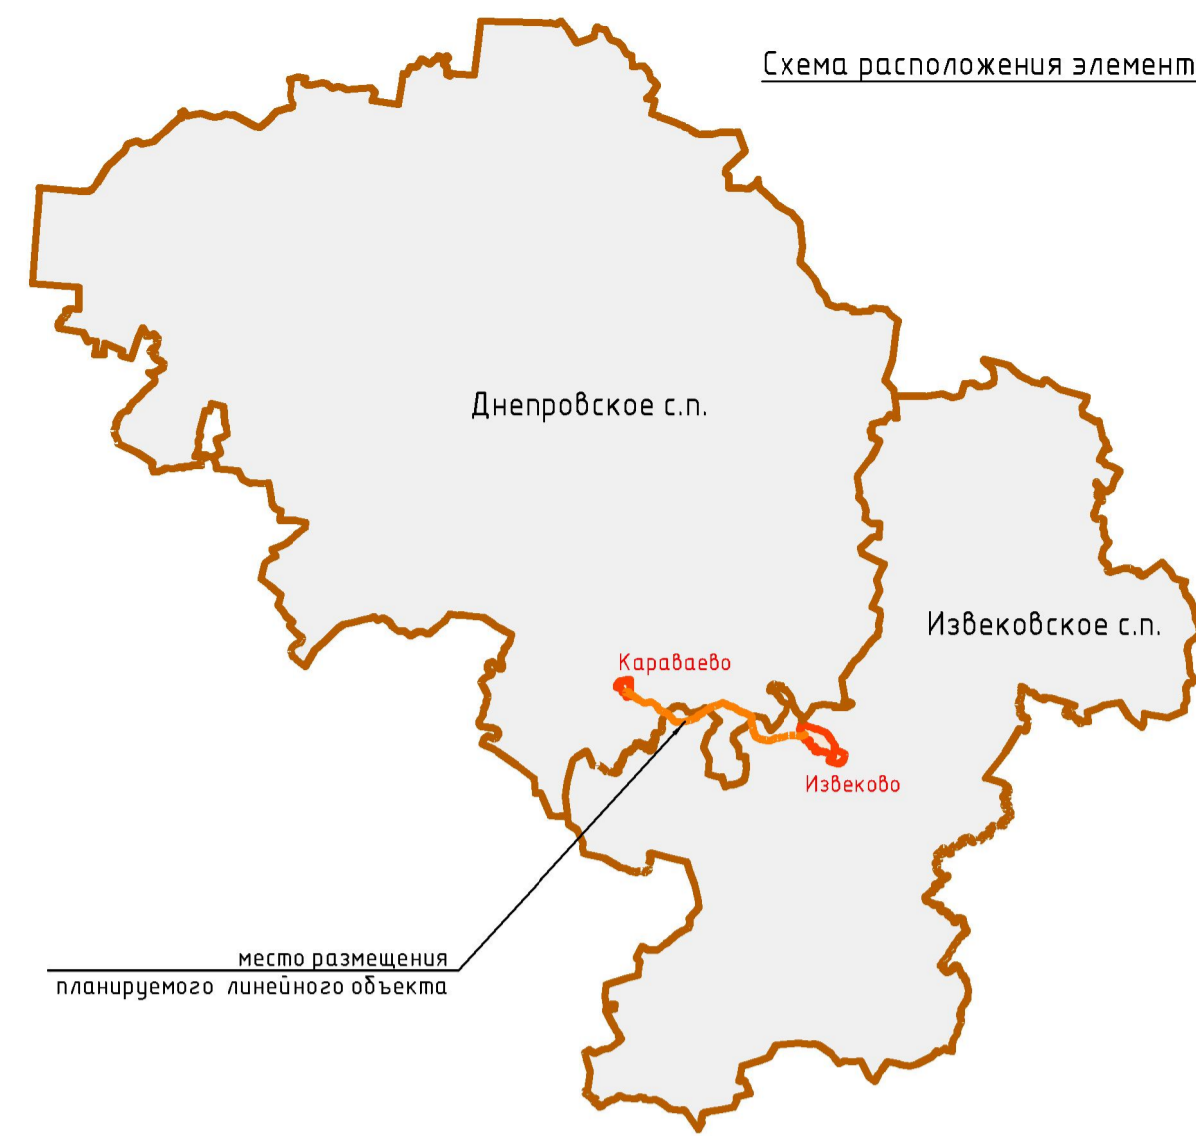 Схема расположения элемент
Днепровское с.п.
Извековское с.п.
Караваево
Извеково
место размещения
планируемого линейного объекта